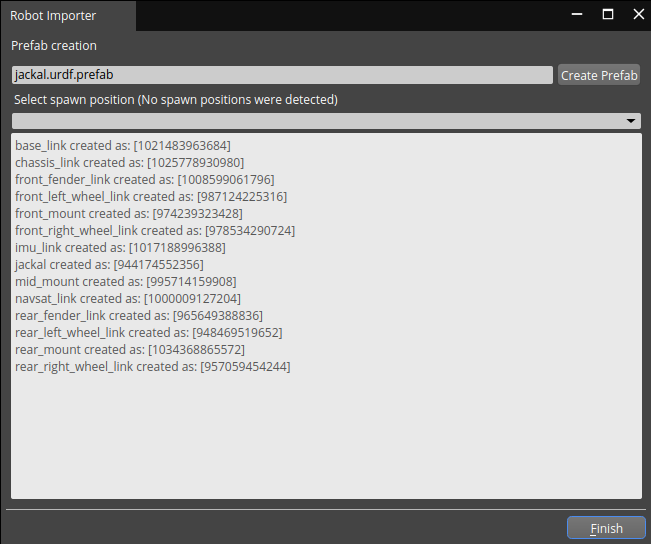 Robot Importer
Prefab creation
jackal.urdf.prefab
Create Prefab
Select spawn position (No spawn positions were detected)
base_link created as: [1021483963684]
chassis_link created as: [1025778930980]
front_fender_link created as: [1008599061796]
front_left_wheel_link created as: [987124225316]
front_mount created as: [974239323428]
front_right_wheel_link created as: [978534290724]
imu_link created as: [1017188996388]
jackal created as: [944174552356]
mid_mount created as: [995714159908]
navsat_link created as: [1000009127204]
rear_fender_link created as: [965649388836]
rear_left_wheel_link created as: [948469519652]
rear_mount created as: [1034368865572]
rear_right_wheel_link created as: [957059454244]
Finish